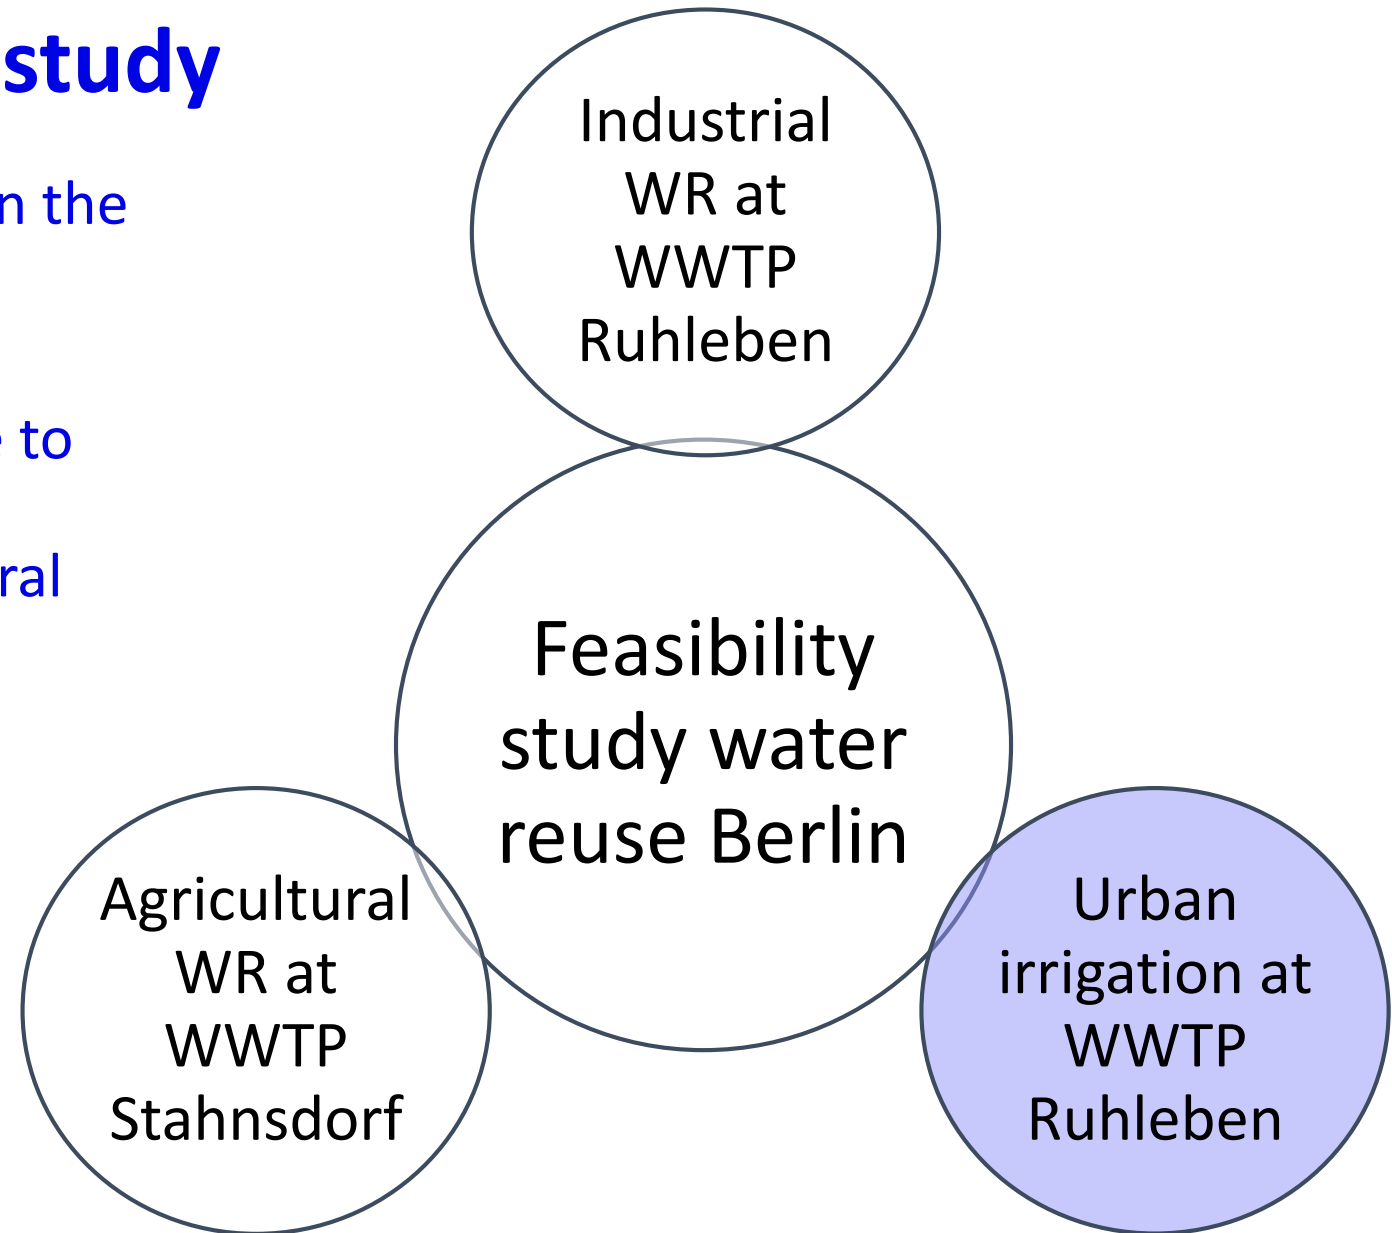 study
n the
to
ral
Industrial
WR at
WWTP
Ruhleben
Feasibility
study water
reuse Berlin
Agricultural
WR at
WWTP
Stahnsdorf
Urban
irrigation at
WWTP
Ruhleben